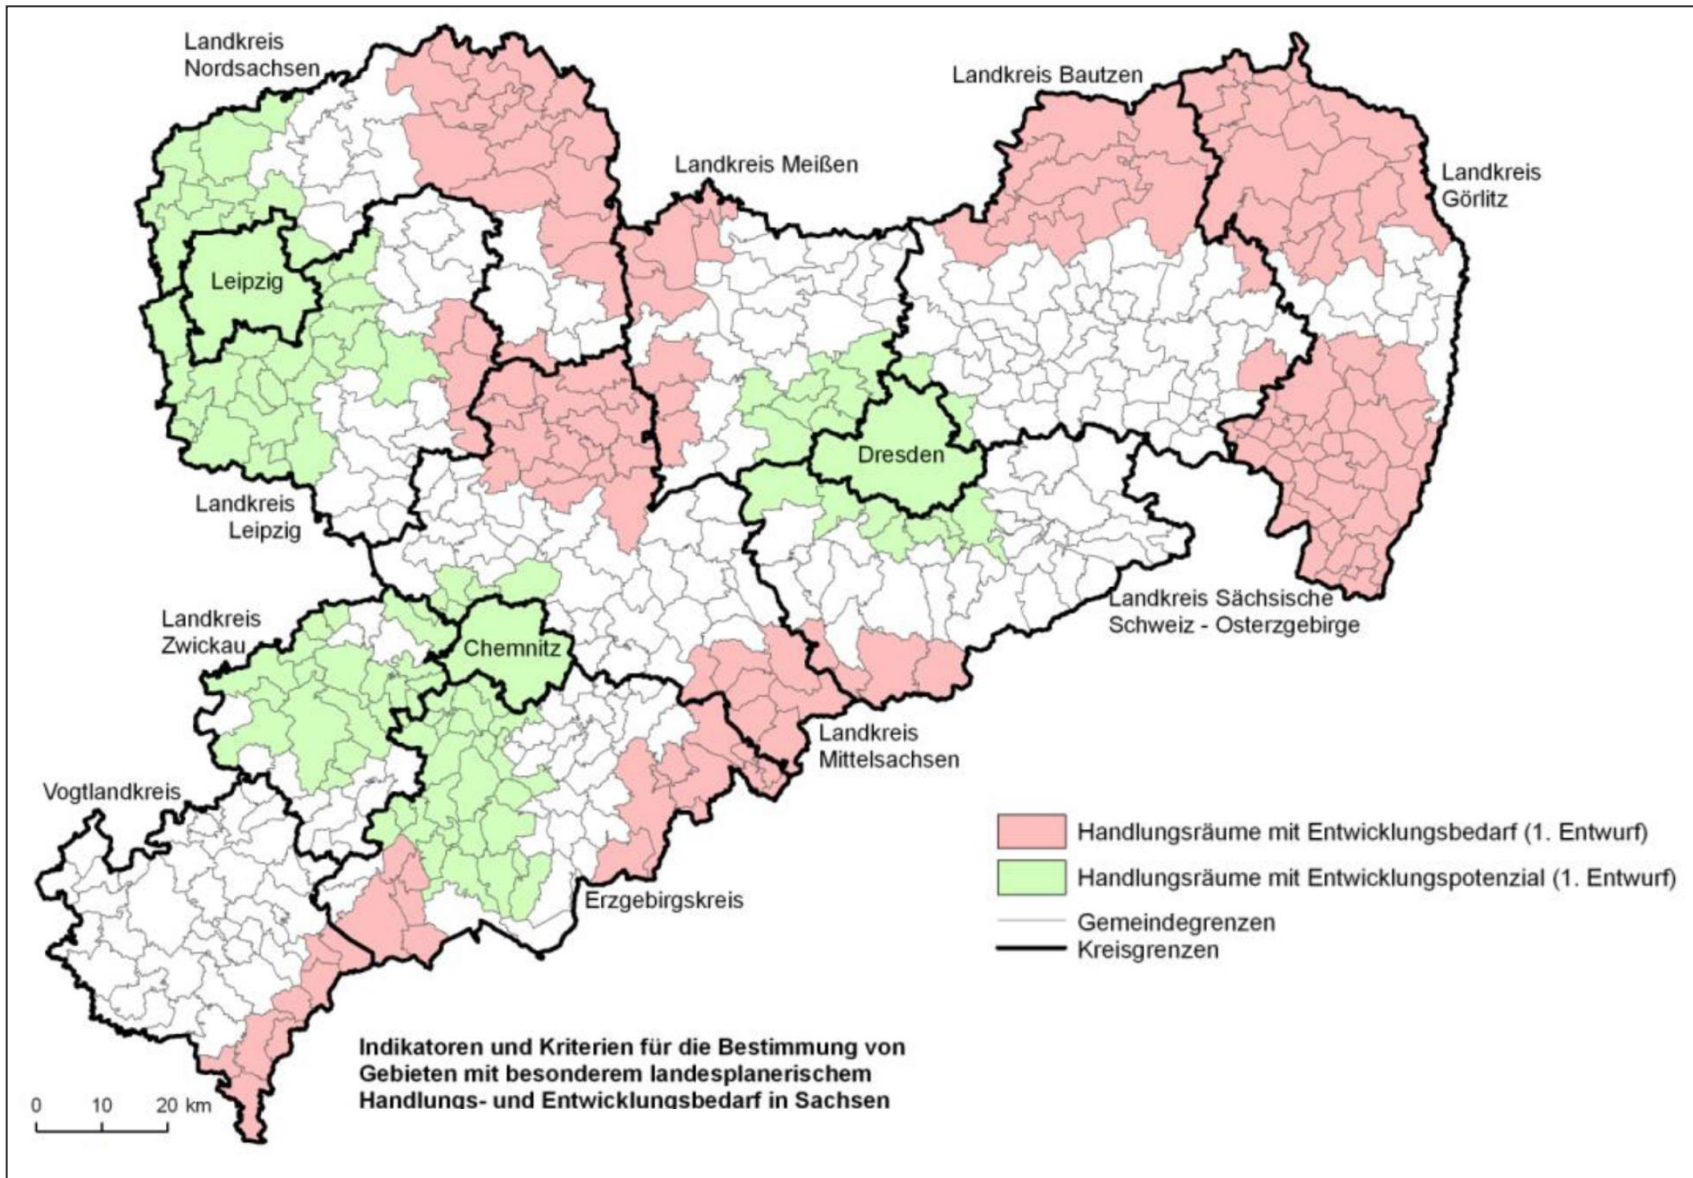 Landkreis
Nordsachsen
Landkreis Bautzen
Landkreis Meißen
Landkreis
Görlitz
Leipzig
Dresden
Landkreis
Leipzig
Landkreis Sächsische
Schweiz - Osterzgebirge
Landkreis
Zwickau
Chemnitz
Landkreis
Mittelsachsen
Vogtlandkreis
Erzgebirgskreis
Handlungsräume mit Entwicklungsbedarf (1. Entwurf)
Handlungsräume mit Entwicklungspotenzial (1. Entwurf)
Gemeindegrenzen
Kreisgrenzen
Indikatoren und Kriterien für die Bestimmung von
Gebieten mit besonderem landesplanerischem
Handlungs- und Entwicklungsbedarf in Sachsen
0 10 20 km